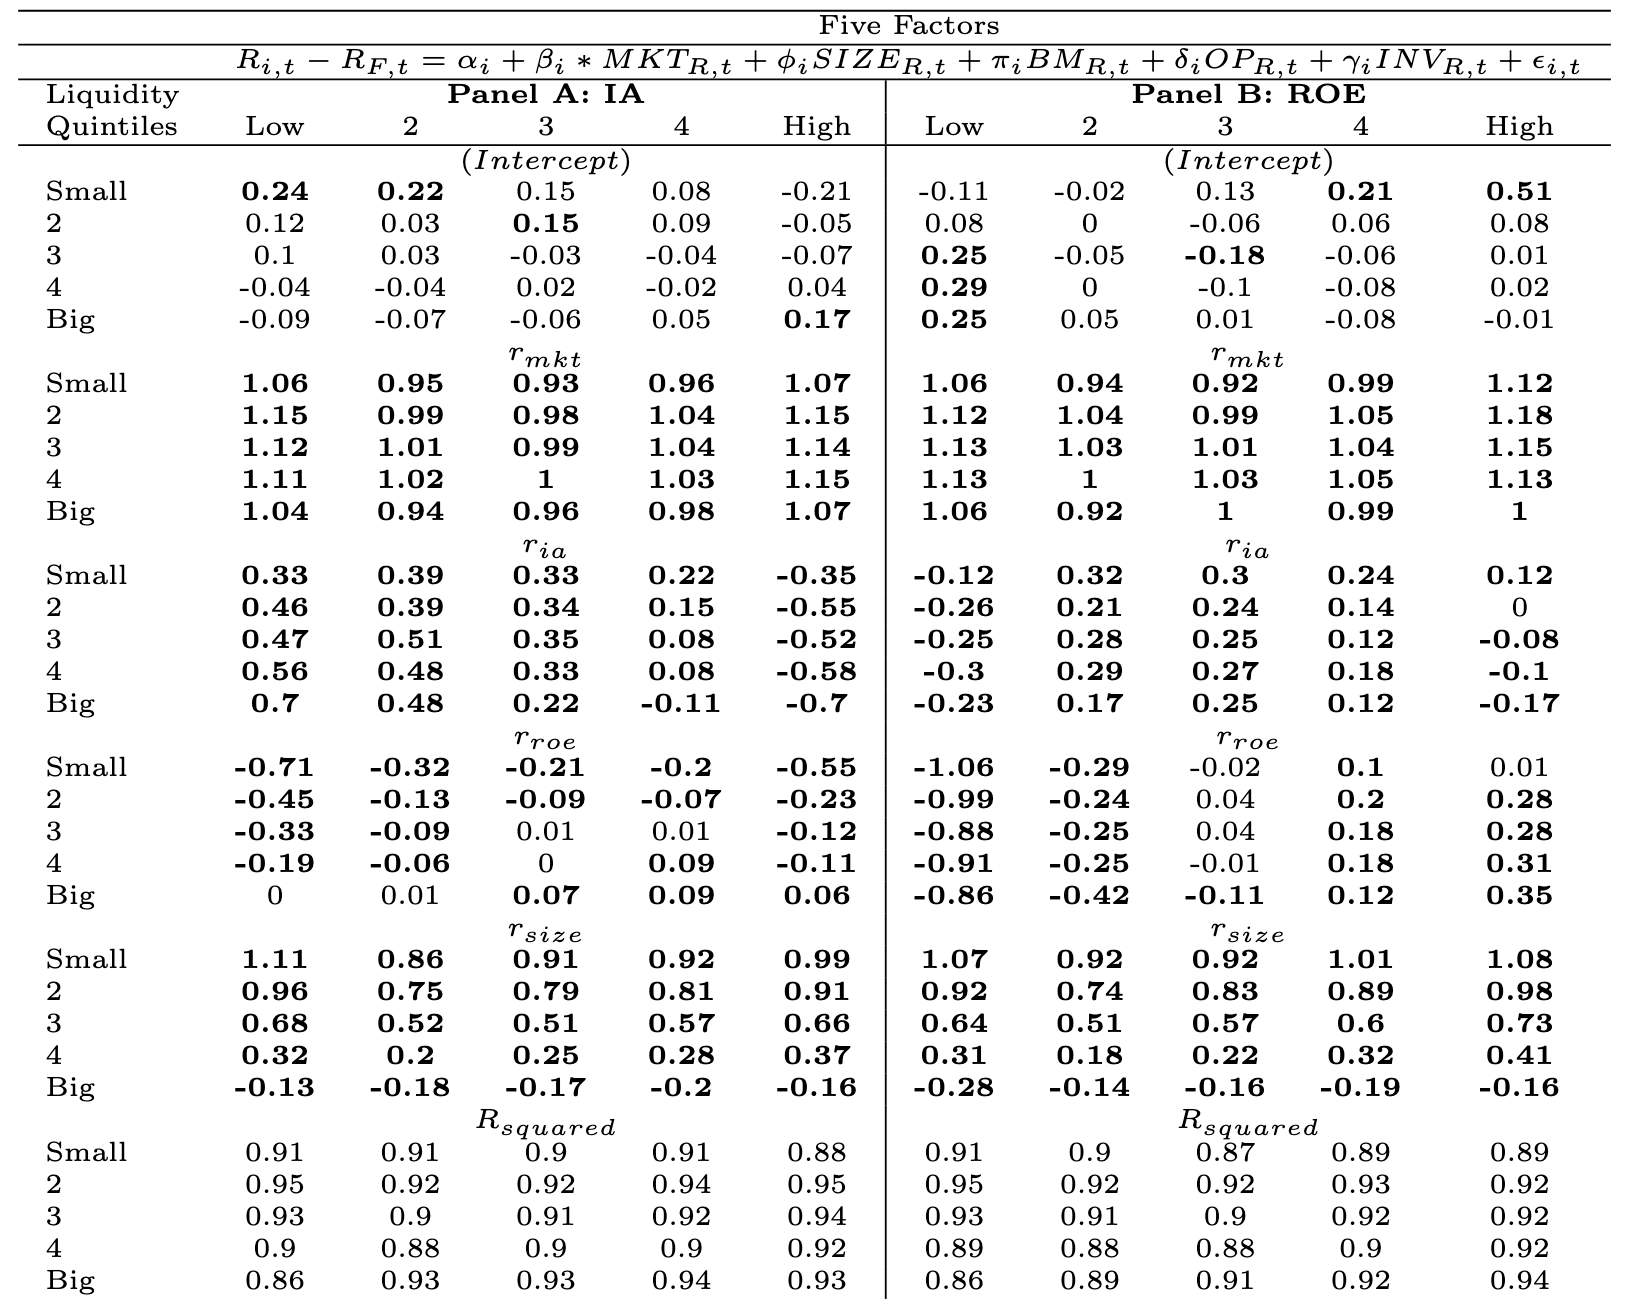 Five Factors
R_{i,t} − R_{F,t} = α_i + β_i * MKT_{R,t} + ϕ_iSIZE_{R,t} + π_iBM_{R,t} + δ_iOP_{R,t} + γ_iINV_{R,t} + ϵ_{i,t}
Liquidity Panel A: IA Panel B: ROE
Quintiles Low 2 3 4 High Low 2 3 4 High
(Intercept) (Intercept)
Small 0.24 0.22 0.15 0.08 -0.21 -0.11 -0.02 0.13 0.21 0.51
2 0.12 0.03 0.15 0.09 -0.05 0.08 0 -0.06 0.06 0.08
3 0.1 0.03 -0.03 -0.04 -0.07 0.25 -0.05 -0.18 -0.06 0.01
4 -0.04 -0.04 0.02 -0.02 0.04 0.29 0 -0.1 -0.08 0.02
Big -0.09 -0.07 -0.06 0.05 0.17 0.25 0.05 0.01 -0.08 -0.01
r_{mkt} r_{mkt}
Small 1.06 0.95 0.93 0.96 1.07 1.06 0.94 0.92 0.99 1.12
2 1.15 0.99 0.98 1.04 1.15 1.12 1.04 0.99 1.05 1.18
3 1.12 1.01 0.99 1.04 1.14 1.13 1.03 1.01 1.04 1.15
4 1.11 1.02 1 1.03 1.15 1.13 1 1.03 1.05 1.13
Big 1.04 0.94 0.96 0.98 1.07 1.06 0.92 1 0.99 1
r_{ia} r_{ia}
Small 0.33 0.39 0.33 0.22 -0.35 -0.12 0.32 0.3 0.24 0.12
2 0.46 0.39 0.34 0.15 -0.55 -0.26 0.21 0.24 0.14 0
3 0.47 0.51 0.35 0.08 -0.52 -0.25 0.28 0.25 0.12 -0.08
4 0.56 0.48 0.33 0.08 -0.58 -0.3 0.29 0.27 0.18 -0.1
Big 0.7 0.48 0.22 -0.11 -0.7 -0.23 0.17 0.25 0.12 -0.17
r_{roe} r_{roe}
Small -0.71 -0.32 -0.21 -0.2 -0.55 -1.06 -0.29 -0.02 0.1 0.01
2 -0.45 -0.13 -0.09 -0.07 -0.23 -0.99 -0.24 0.04 0.2 0.28
3 -0.33 -0.09 0.01 0.01 -0.12 -0.88 -0.25 0.04 0.18 0.28
4 -0.19 -0.06 0 0.09 -0.11 -0.91 -0.25 -0.01 0.18 0.31
Big 0 0.01 0.07 0.09 0.06 -0.86 -0.42 -0.11 0.12 0.35
r_{size} r_{size}
Small 1.11 0.86 0.91 0.92 0.99 1.07 0.92 0.92 1.01 1.08
2 0.96 0.75 0.79 0.81 0.91 0.92 0.74 0.83 0.89 0.98
3 0.68 0.52 0.51 0.57 0.66 0.64 0.51 0.57 0.6 0.73
4 0.32 0.2 0.25 0.28 0.37 0.31 0.18 0.22 0.32 0.41
Big -0.13 -0.18 -0.17 -0.2 -0.16 -0.28 -0.14 -0.16 -0.19 -0.16
R_{squared} R_{squared}
Small 0.91 0.91 0.9 0.91 0.88 0.91 0.9 0.87 0.89 0.89
2 0.95 0.92 0.92 0.94 0.95 0.95 0.92 0.92 0.93 0.92
3 0.93 0.9 0.91 0.92 0.94 0.93 0.91 0.9 0.92 0.92
4 0.9 0.88 0.9 0.9 0.92 0.89 0.88 0.88 0.9 0.92
Big 0.86 0.93 0.93 0.94 0.93 0.86 0.89 0.91 0.92 0.94